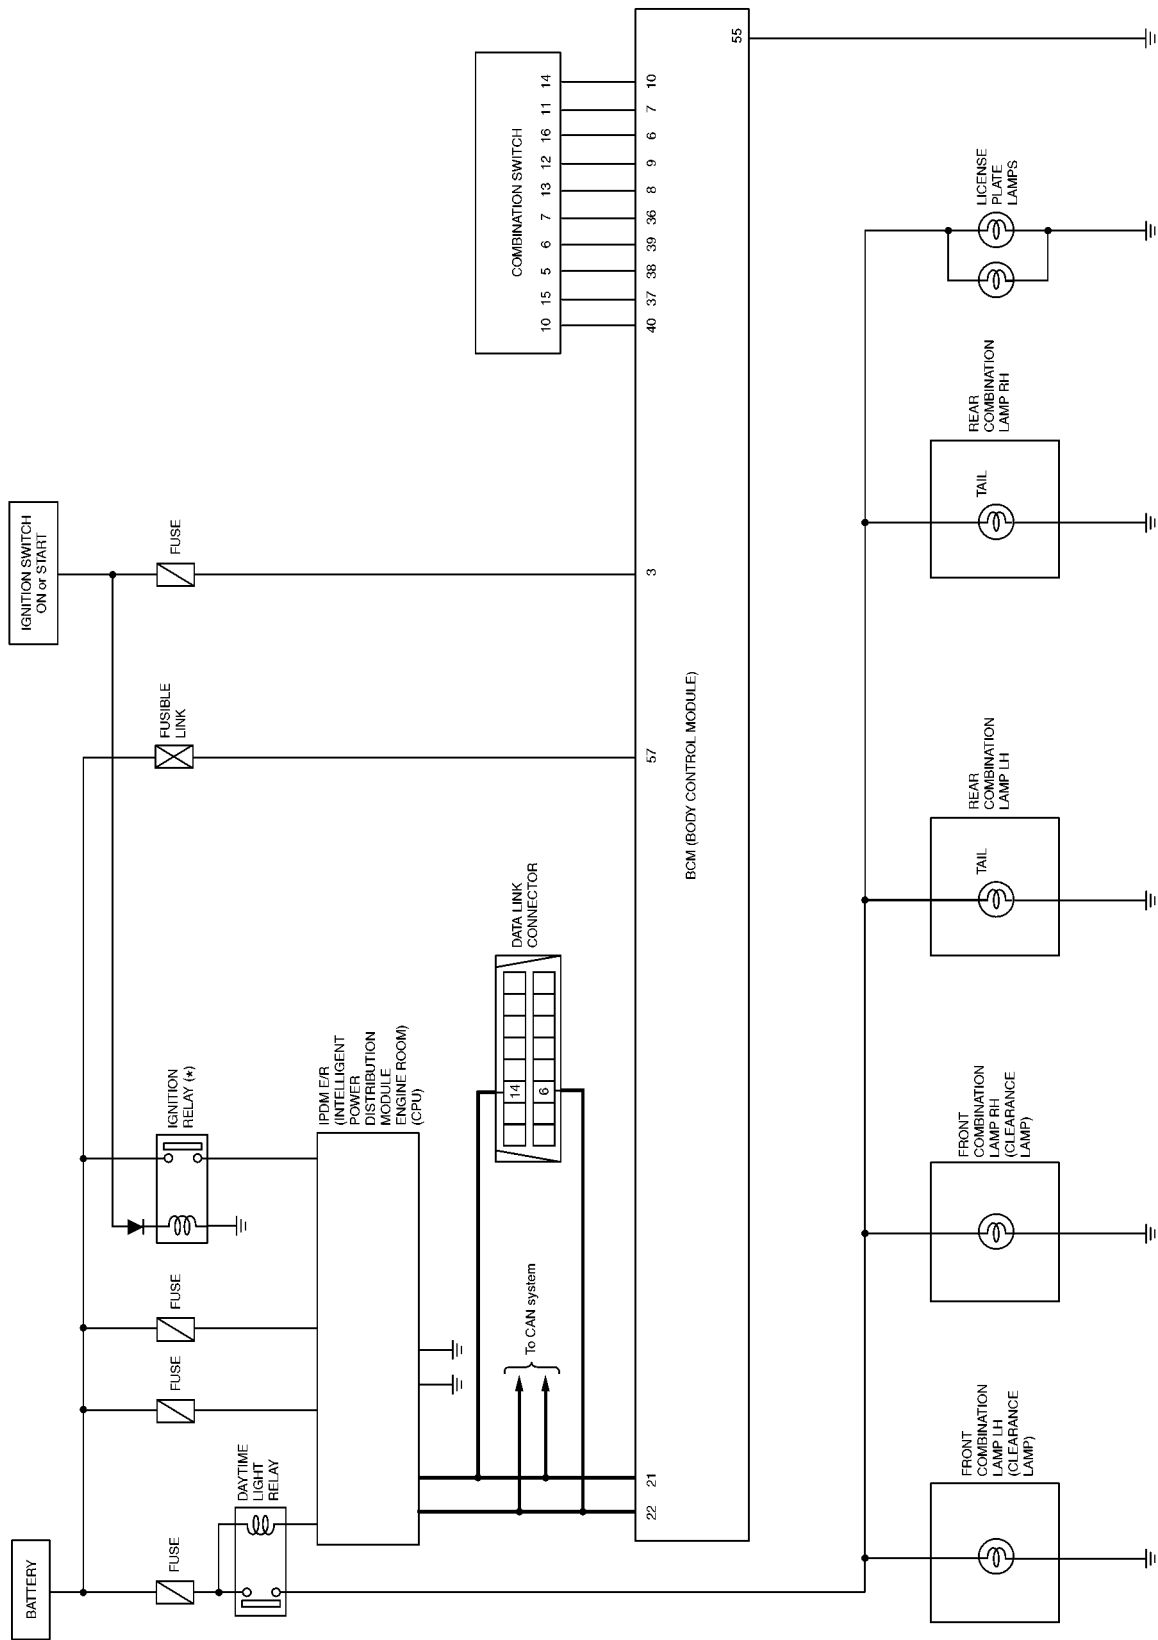 BATTERY
FUSE
DAYTIME
LIGHT
RELAY
FUSE
FUSE
IGNITION
RELAY (*)
FUSIBLE
LINK
IGNITION SWITCH
ON or START
FUSE
IPDM E/R
(INTELLIGENT
POWER
DISTRIBUTION
MODULE
ENGINE ROOM)
(CPU)
To CAN system
DATA LINK
CONNECTOR
14
6
COMBINATION SWITCH
10 15 5 6 7 13 12 16 11 14
22 21 57 3 40 37 38 39 36 8 9 6 7 10 55
BCM (BODY CONTROL MODULE)
FRONT
COMBINATION
LAMP LH
(CLEARANCE
LAMP)
FRONT
COMBINATION
LAMP RH
(CLEARANCE
LAMP)
REAR
COMBINATION
LAMP LH
TAIL
REAR
COMBINATION
LAMP RH
TAIL
LICENSE
PLATE
LAMPS